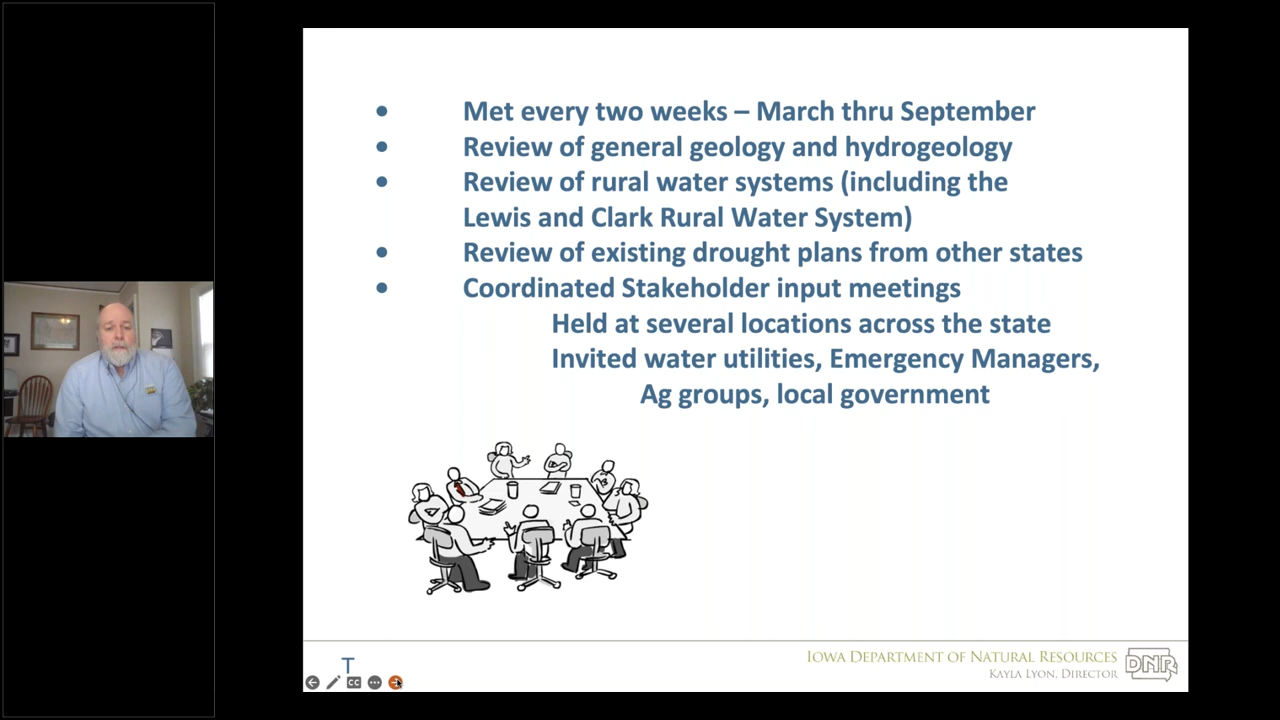 • Met every two weeks – March thru September
• Review of general geology and hydrogeology
• Review of rural water systems (including the
Lewis and Clark Rural Water System)
• Review of existing drought plans from other states
• Coordinated Stakeholder input meetings
Held at several locations across the state
Invited water utilities, Emergency Managers,
Ag groups, local government
T
CC
IOWA DEPARTMENT OF NATURAL RESOURCES
KAYLA LYON, DIRECTOR
DNR